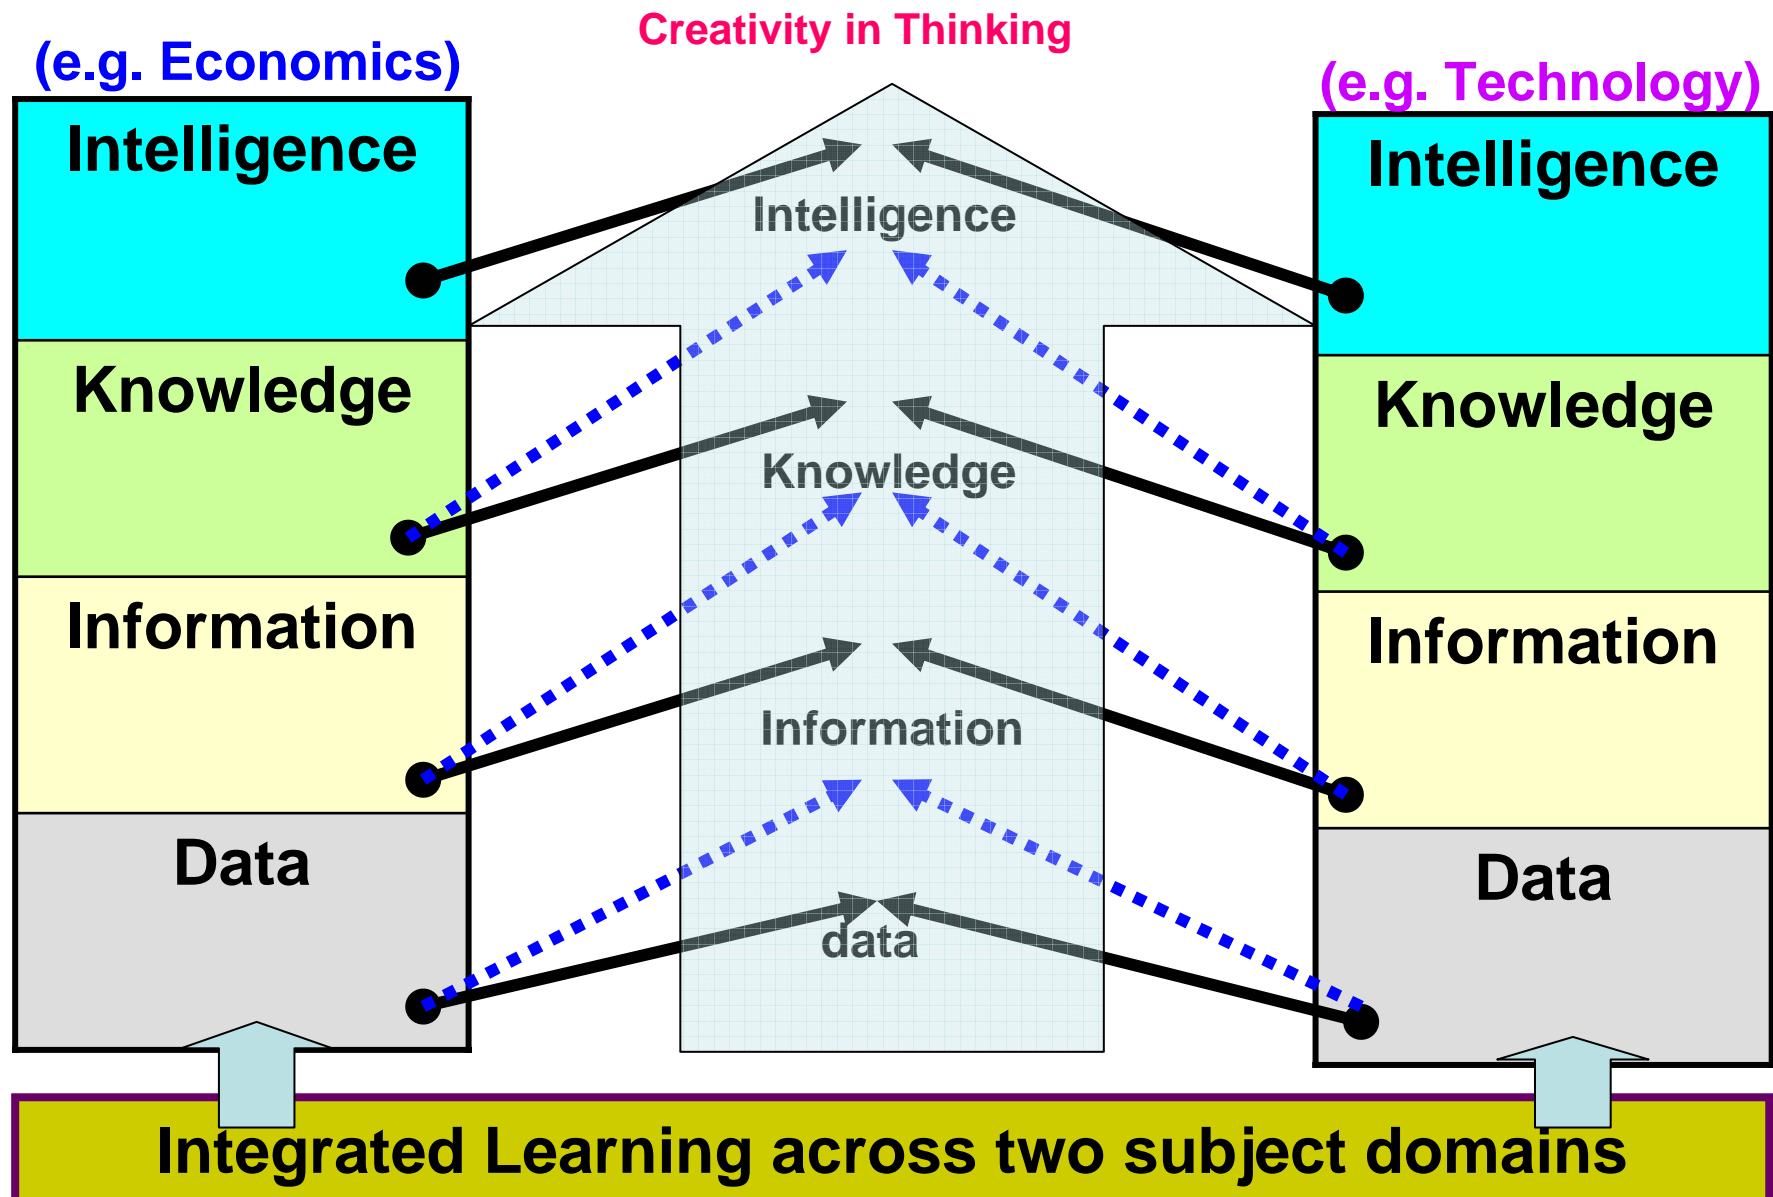 Creativity in Thinking
(e.g. Economics)
Intelligence
Knowledge
Information
Data
Intelligence
Knowledge
Information
data
(e.g. Technology)
Intelligence
Knowledge
Information
Data
Integrated Learning across two subject domains